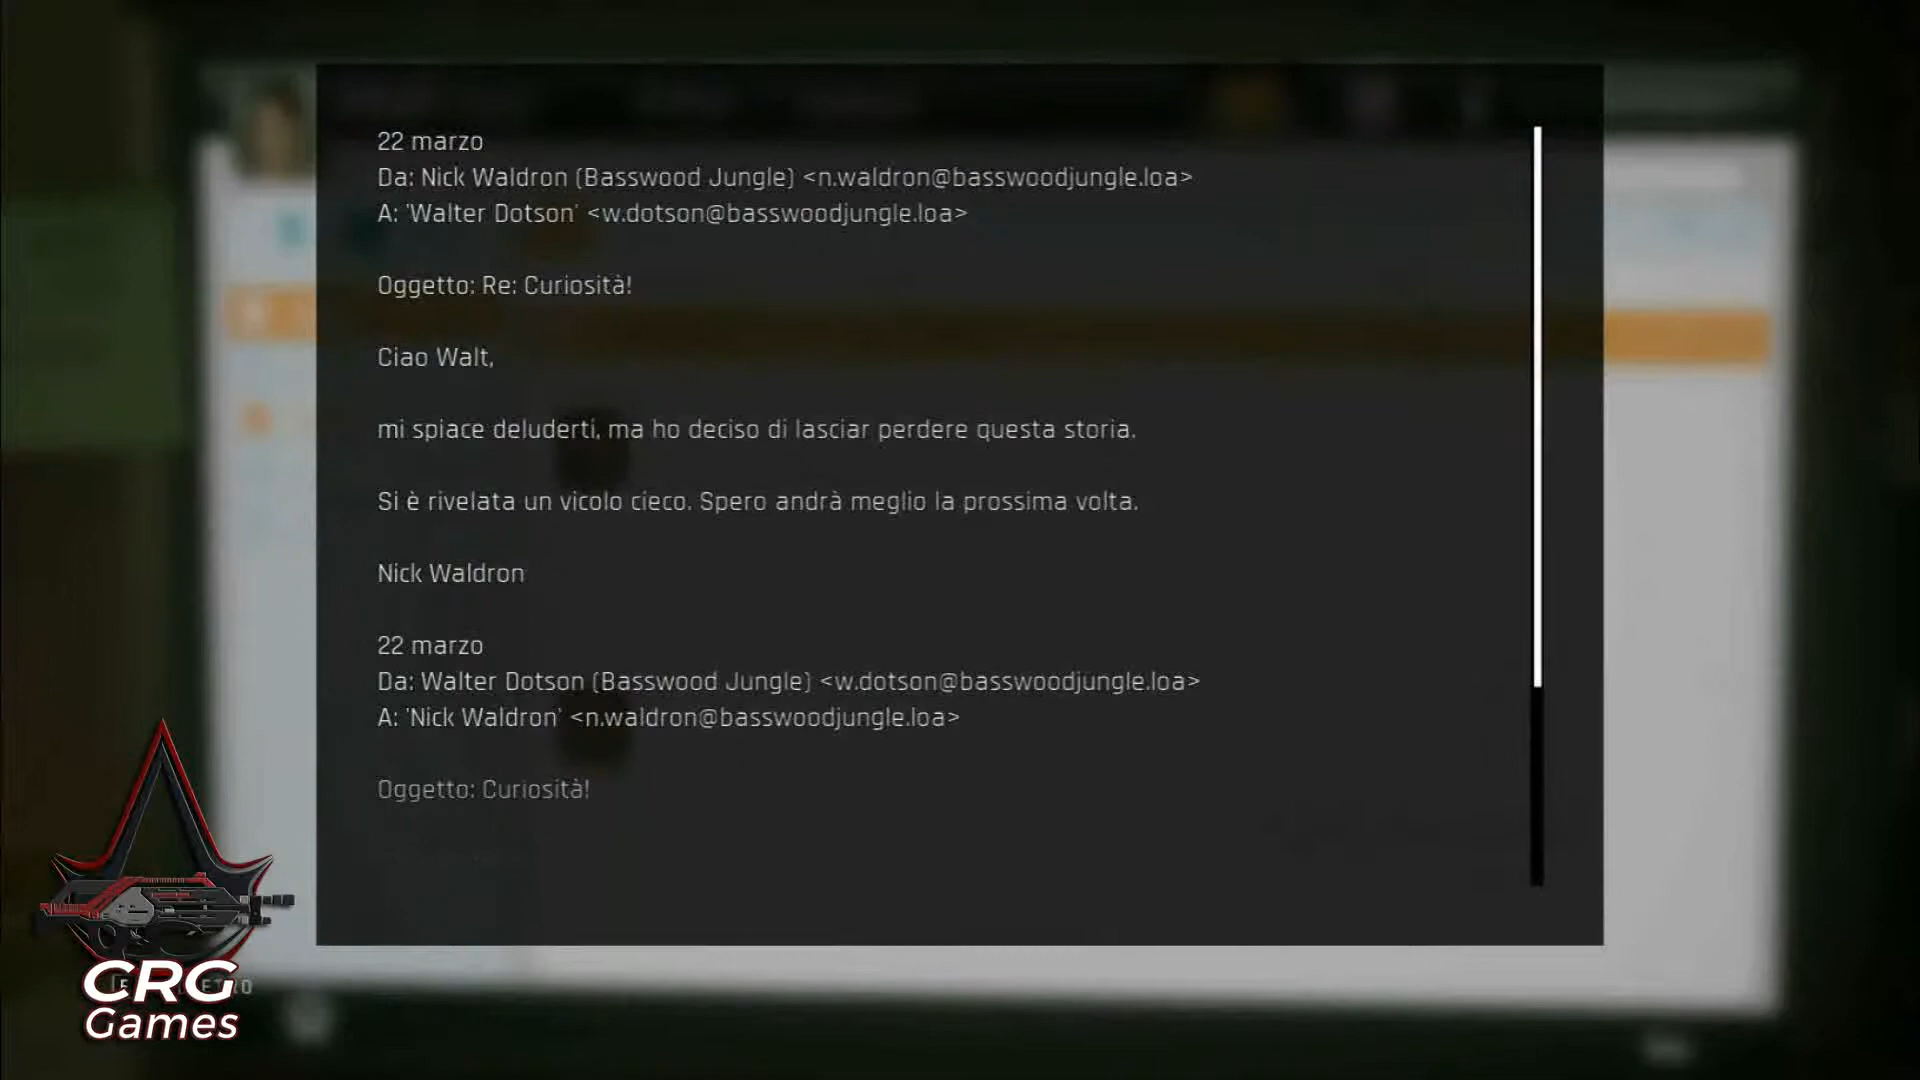 22 marzo
Da: Nick Waldron (Basswood Jungle) <n.waldron@basswoodjungle.loa>
A: 'Walter Dotson' <w.dotson@basswoodjungle.loa>
Oggetto: Re: Curiosità!
Ciao Walt,
mi spiace deluderti, ma ho deciso di lasciar perdere questa storia.
Si è rivelata un vicolo cieco. Spero andrà meglio la prossima volta.
Nick Waldron
22 marzo
Da: Walter Dotson (Basswood Jungle) <w.dotson@basswoodjungle.loa>
A: 'Nick Waldron' <n.waldron@basswoodjungle.loa>
Oggetto: Curiosità!
CRG
Games